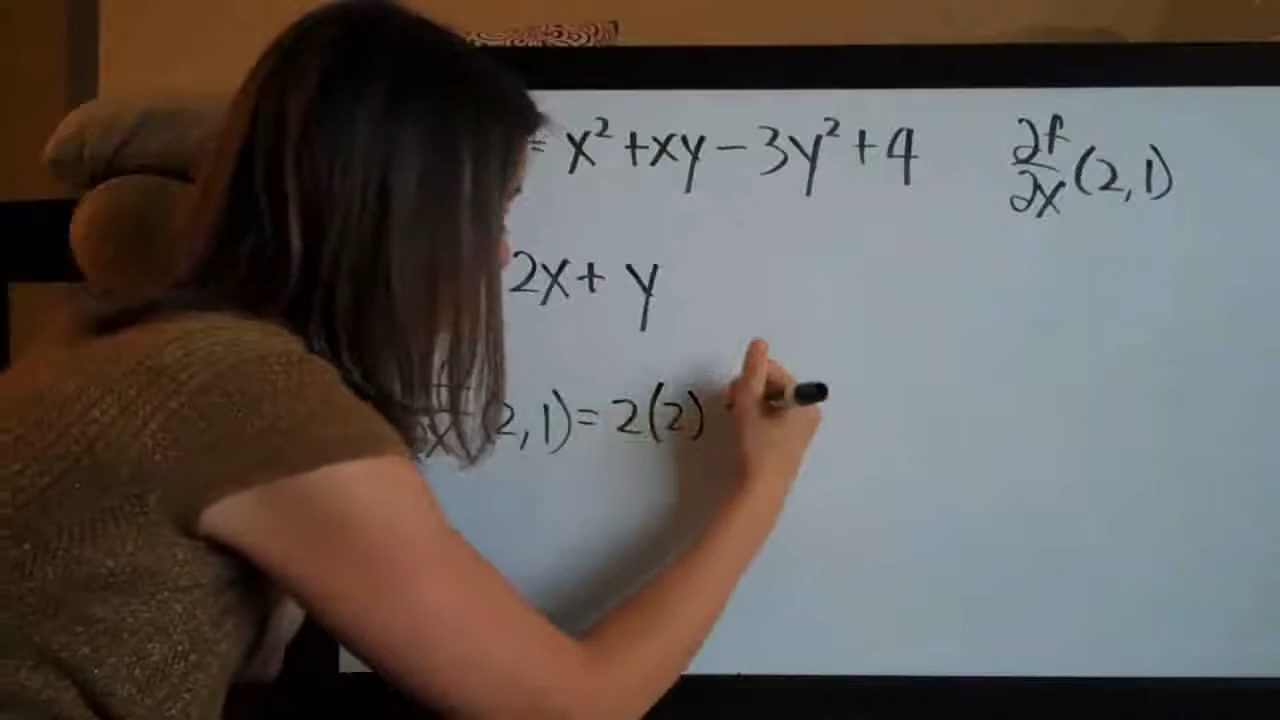 = x² + xy - 3y² + 4 ∂f/∂x (2,1)
2x + y
(2,1) = 2(2)